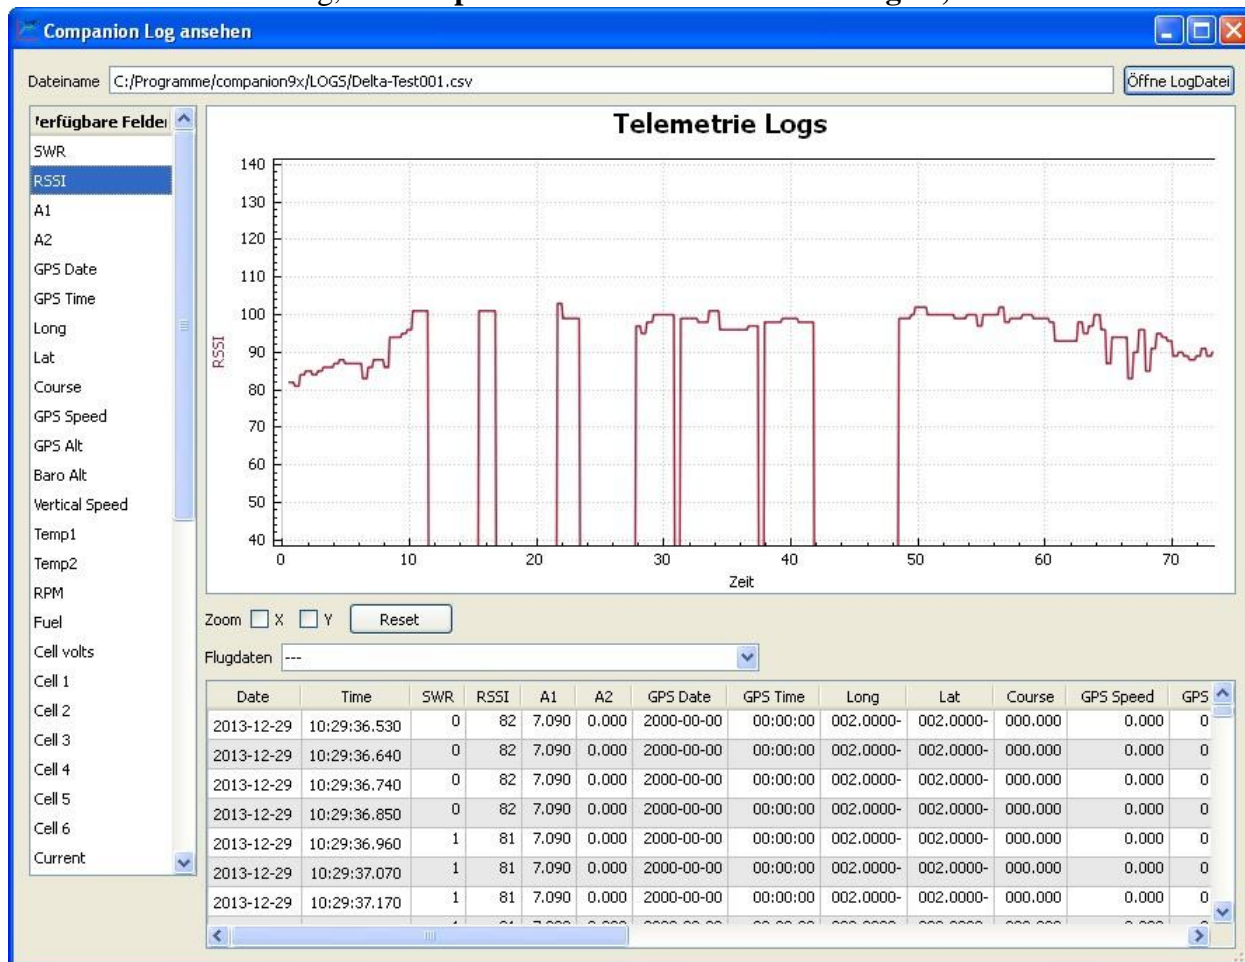 Companion Log ansehen
Dateiname C:/Programme/companion9x/LOGS/Delta-Test001.csv Öffne LogDatei
SWR
RSSI
A1
A2
GPS Date
GPS Time
Long
Lat
Course
GPS Speed
GPS Alt
Baro Alt
Vertical Speed
Temp1
Temp2
RPM
Fuel
Cell volts
Cell 1
Cell 2
Cell 3
Cell 4
Cell 5
Cell 6
Current
Telemetrie Logs
140
130
120
110
100
90
80
70
60
50
40
RSSI
0 10 20 30 40 50 60 70
Zeit
Zoom X Y Reset
Flugdaten ---
Date Time SWR RSSI A1 A2 GPS Date GPS Time Long Lat Course GPS Speed GPS
2013-12-29 10:29:36.530 0 82 7.090 0.000 2000-00-00 00:00:00 002.0000- 002.0000- 000.000 0.000 0
2013-12-29 10:29:36.640 0 82 7.090 0.000 2000-00-00 00:00:00 002.0000- 002.0000- 000.000 0.000 0
2013-12-29 10:29:36.740 0 82 7.090 0.000 2000-00-00 00:00:00 002.0000- 002.0000- 000.000 0.000 0
2013-12-29 10:29:36.850 0 82 7.090 0.000 2000-00-00 00:00:00 002.0000- 002.0000- 000.000 0.000 0
2013-12-29 10:29:36.960 1 81 7.090 0.000 2000-00-00 00:00:00 002.0000- 002.0000- 000.000 0.000 0
2013-12-29 10:29:37.070 1 81 7.090 0.000 2000-00-00 00:00:00 002.0000- 002.0000- 000.000 0.000 0
2013-12-29 10:29:37.170 1 81 7.090 0.000 2000-00-00 00:00:00 002.0000- 002.0000- 000.000 0.000 0